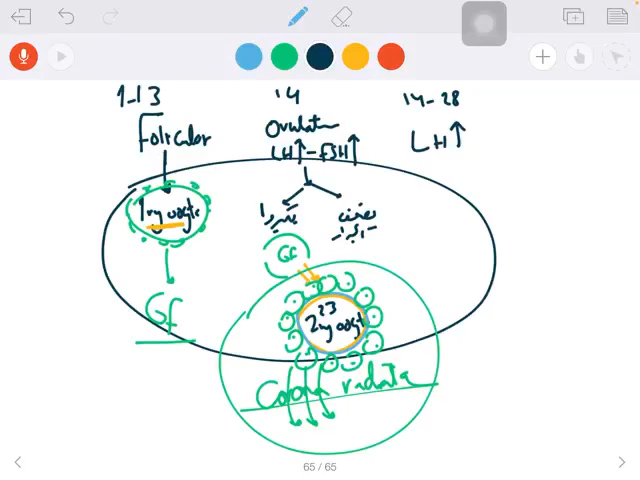 1-13
14
14-28
Folicular
Ovulation
LH↑-FSH↑
LH↑
1ry oocyte
GF
Gf
23
2ry oocyte
Corona radiata
65 / 65